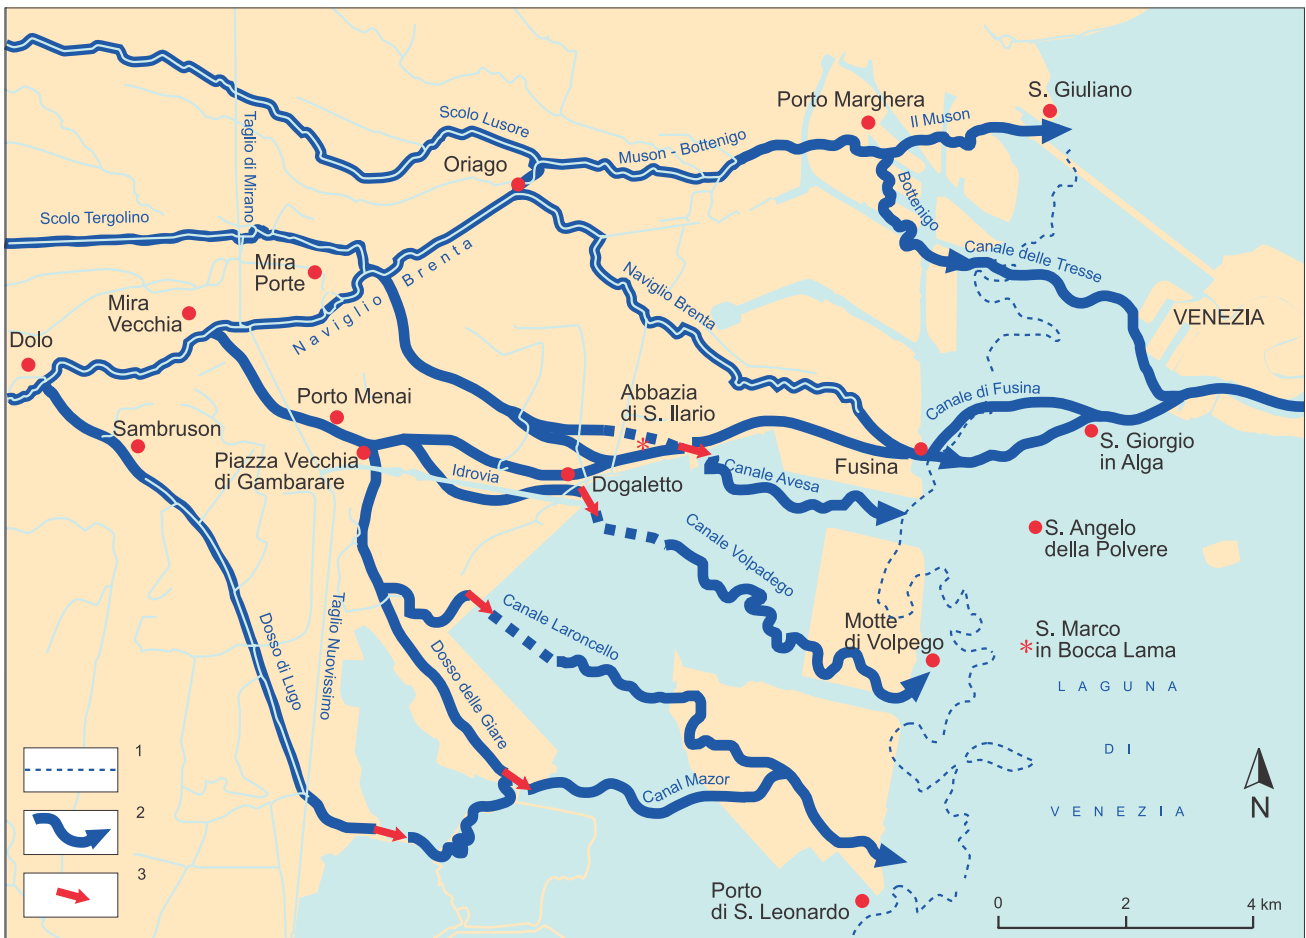 S. Giuliano
Porto Marghera
Il Muson
Scolo Lusore
Muson - Bottenigo
Taglio di Mirano
Oriago
Bottenigo
Scolo Tergolino
Canale delle Tresse
Mira
Porte
Naviglio Brenta
Naviglio Brenta
Mira
Vecchia
VENEZIA
Dolo
Abbazia
di S. Ilario
Canale di Fusina
Porto Menai
Sambruson
S. Giorgio
in Alga
Piazza Vecchia
di Gambarare
Idrovia
Fusina
Canale Avesa
Dogaletto
S. Angelo
della Polvere
Canale Volpadego
Canale Laroncello
Taglio Nuovissimo
Dosso di Lugo
Motte
di Volpego
S. Marco
in Bocca Lama
Dosso delle Giare
LAGUNA
DI
VENEZIA
Canal Mazor
1
2
3
N
Porto
di S. Leonardo
0 2 4 km